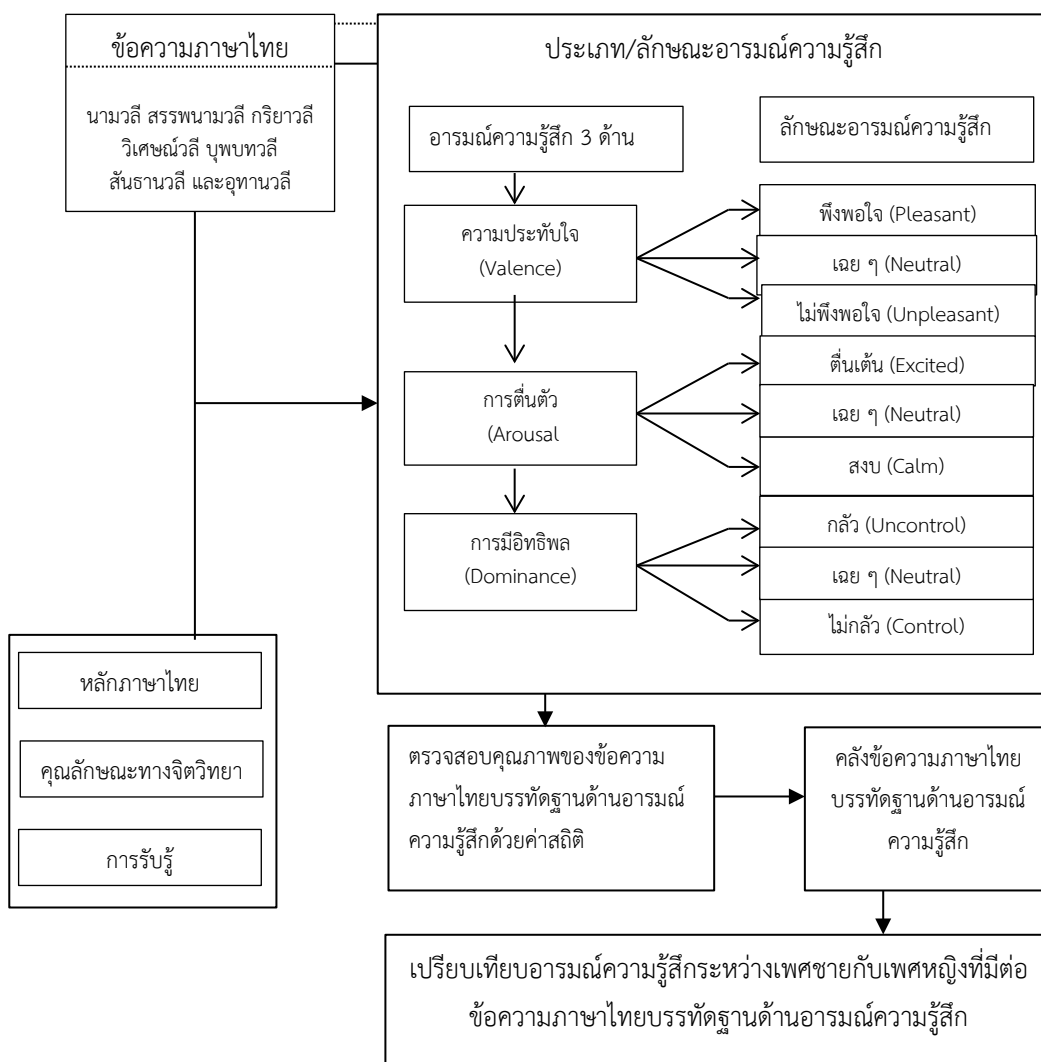 ข้อความภาษาไทย
นามวลี สรรพนามวลี กริยาวลี
วิเศษณ์วลี บุพบทวลี
สันธานวลี และอุทานวลี
ประเภท/ลักษณะอารมณ์ความรู้สึก
อารมณ์ความรู้สึก 3 ด้าน
ลักษณะอารมณ์ความรู้สึก
ความประทับใจ
(Valence)
พึงพอใจ (Pleasant)
เฉย ๆ (Neutral)
ไม่พึงพอใจ (Unpleasant)
การตื่นตัว
(Arousal
ตื่นเต้น (Excited)
เฉย ๆ (Neutral)
สงบ (Calm)
การมีอิทธิพล
(Dominance)
กลัว (Uncontrol)
เฉย ๆ (Neutral)
ไม่กลัว (Control)
หลักภาษาไทย
คุณลักษณะทางจิตวิทยา
การรับรู้
ตรวจสอบคุณภาพของข้อความ
ภาษาไทยบรรทัดฐานด้านอารมณ์
ความรู้สึกด้วยค่าสถิติ
คลังข้อความภาษาไทย
บรรทัดฐานด้านอารมณ์
ความรู้สึก
เปรียบเทียบอารมณ์ความรู้สึกระหว่างเพศชายกับเพศหญิงที่มีต่อ
ข้อความภาษาไทยบรรทัดฐานด้านอารมณ์ความรู้สึก